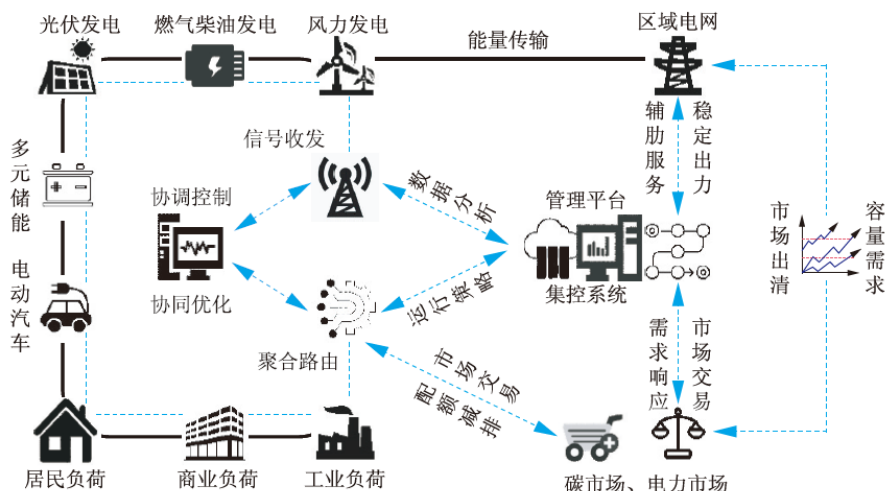 光伏发电
燃气柴油发电
风力发电
能量传输
区域电网
信号收发
辅助服务
稳定出力
多元储能
协调控制
数据分析
管理平台
市场出清
容量需求
电动汽车
协同优化
运行策略
集控系统
聚合路由
市场交易
配额减排
需求响应
市场交易
居民负荷
商业负荷
工业负荷
碳市场、电力市场